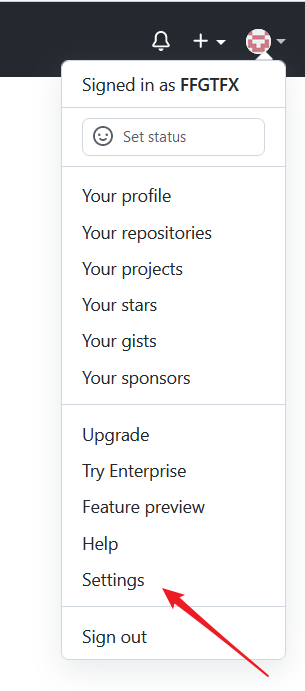 Signed in as FFGTFX
Set status
Your profile
Your repositories
Your projects
Your stars
Your gists
Your sponsors
Upgrade
Try Enterprise
Feature preview
Help
Settings
Sign out